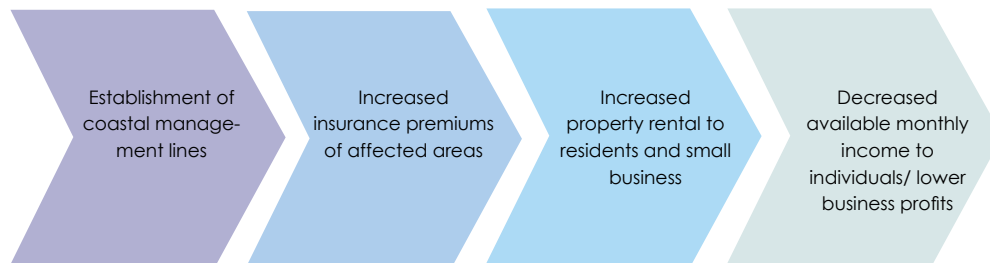 Establishment of
coastal manage-
ment lines
Increased
insurance premiums
of affected areas
Increased
property rental to
residents and small
business
Decreased
available monthly
income to
individuals/ lower
business profits